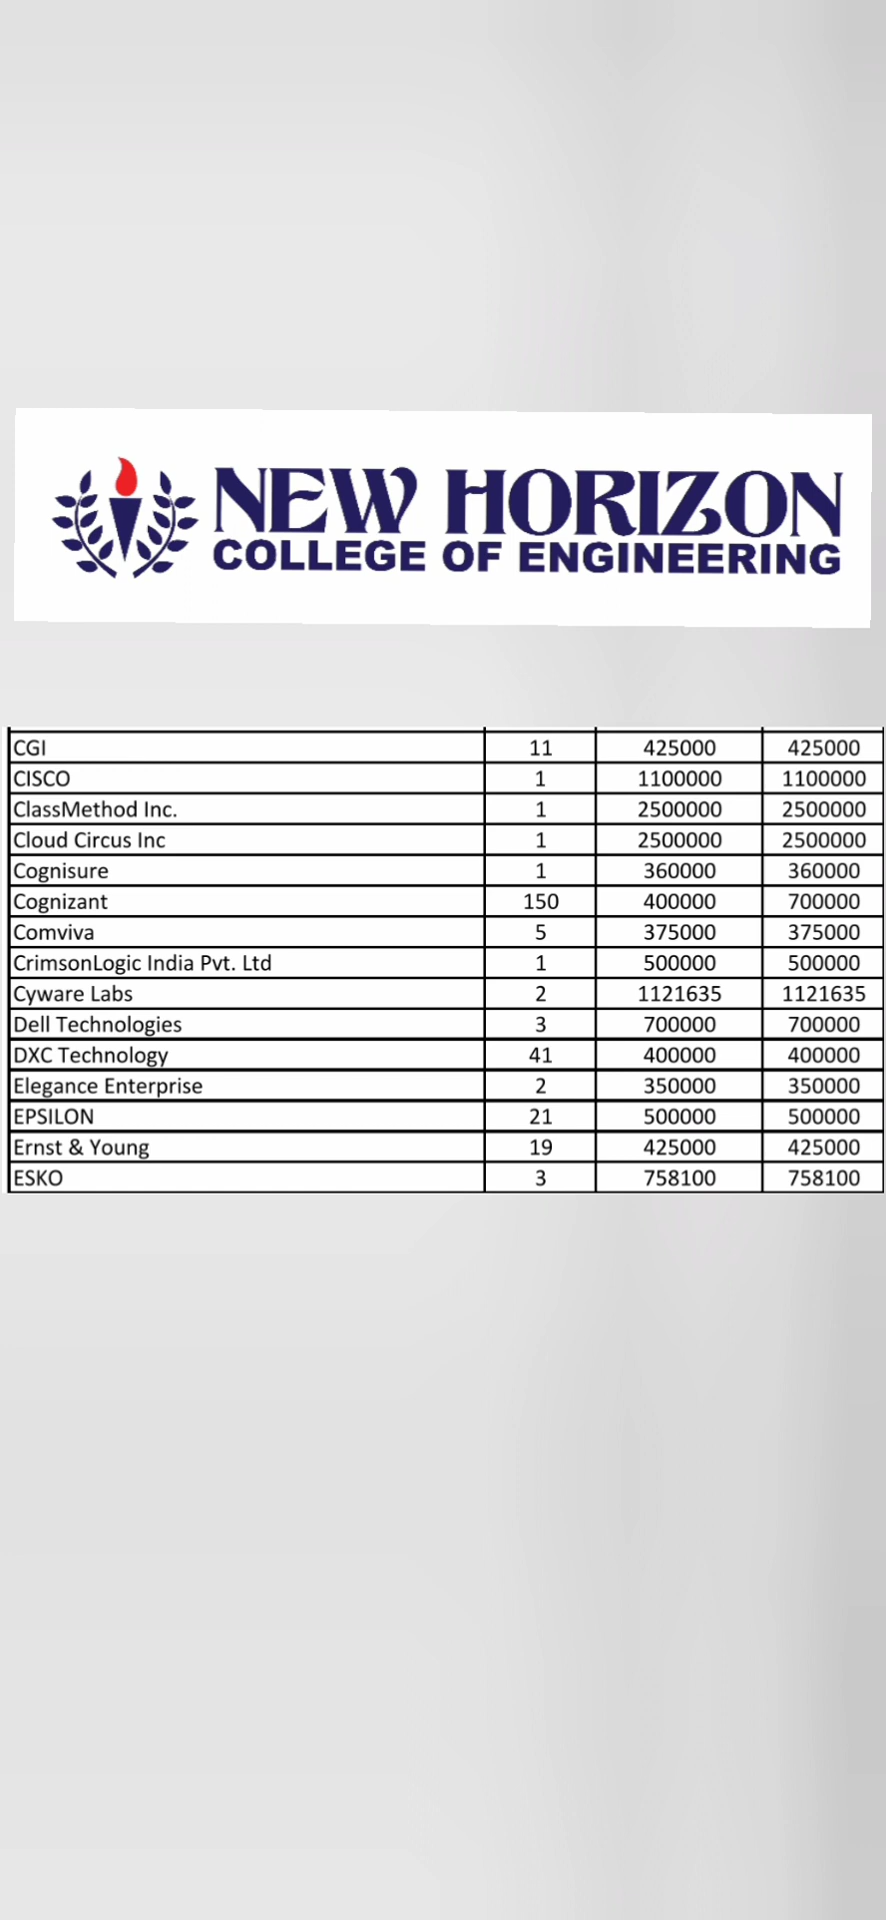 NEW HORIZON
COLLEGE OF ENGINEERING
CGI 11 425000 425000
CISCO 1 1100000 1100000
ClassMethod Inc. 1 2500000 2500000
Cloud Circus Inc 1 2500000 2500000
Cognisure 1 360000 360000
Cognizant 150 400000 700000
Comviva 5 375000 375000
CrimsonLogic India Pvt. Ltd 1 500000 500000
Cyware Labs 2 1121635 1121635
Dell Technologies 3 700000 700000
DXC Technology 41 400000 400000
Elegance Enterprise 2 350000 350000
EPSILON 21 500000 500000
Ernst & Young 19 425000 425000
ESKO 3 758100 758100